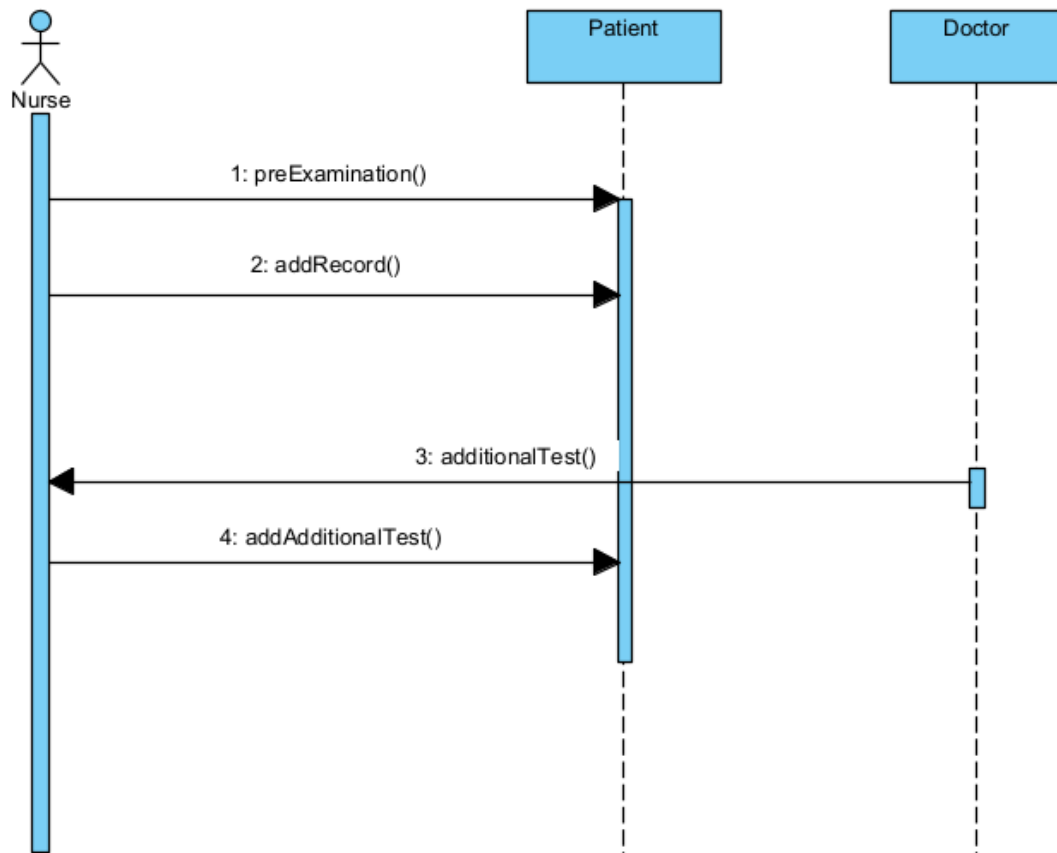 Patient
Doctor
Nurse
1: preExamination()
2: addRecord()
3: additionalTest()
4: addAdditionalTest()